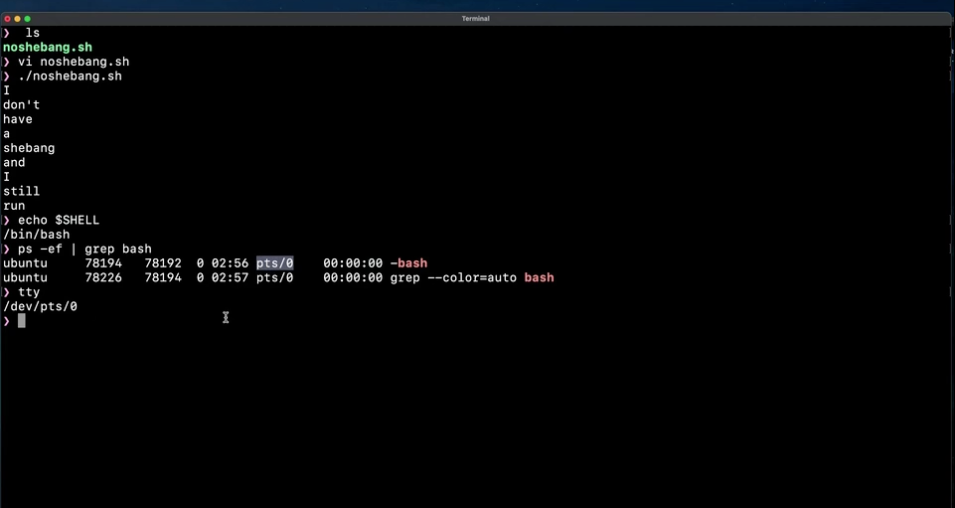 Terminal
❯  ls
noshebang.sh
❯ vi noshebang.sh
❯ ./noshebang.sh
I
don't
have
a
shebang
and
I
still
run
❯ echo $SHELL
/bin/bash
❯ ps -ef | grep bash
ubuntu     78194   78192  0 02:56 pts/0    00:00:00 -bash
ubuntu     78226   78194  0 02:57 pts/0    00:00:00 grep --color=auto bash
❯ tty
/dev/pts/0
❯